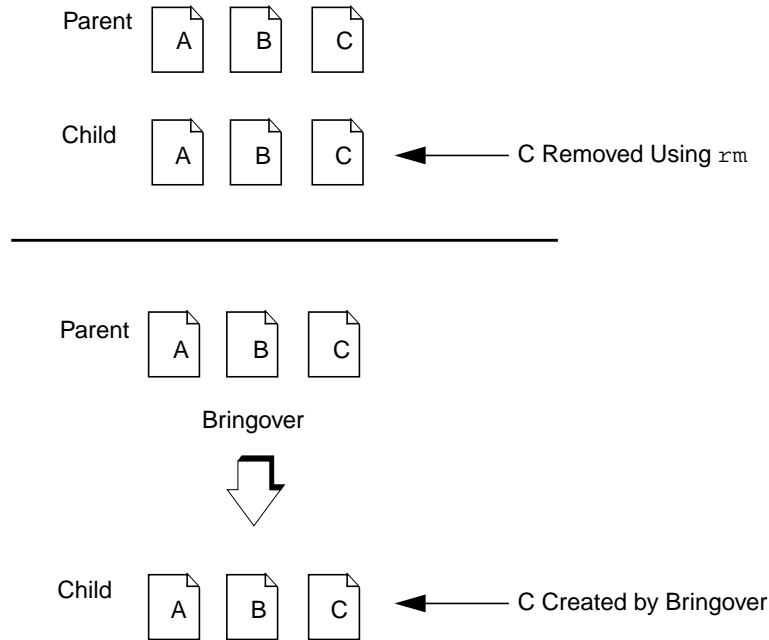 Parent A B C
Child A B C C Removed Using rm
Parent A B C
Bringover
Child A B C C Created by Bringover